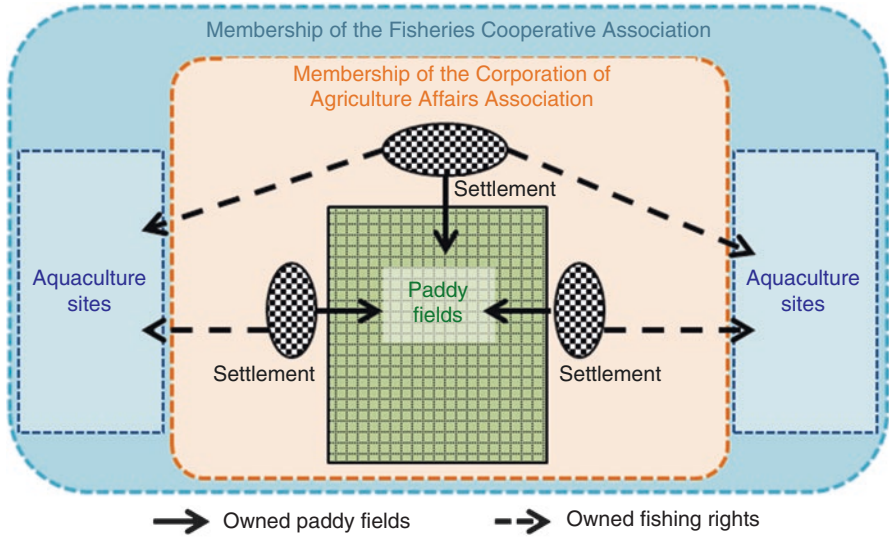 Membership of the Fisheries Cooperative Association
Membership of the Corporation of
Agriculture Affairs Association
Settlement
Aquaculture
sites
Paddy
fields
Aquaculture
sites
Settlement
Settlement
Owned paddy fields
Owned fishing rights